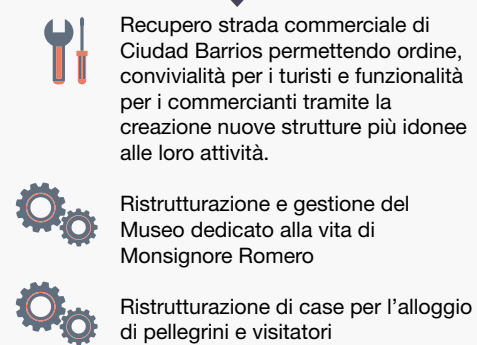 Recupero strada commerciale di
Ciudad Barrios permettendo ordine,
convivialità per i turisti e funzionalità
per i commercianti tramite la
creazione nuove strutture più idonee
alle loro attività.
Ristrutturazione e gestione del
Museo dedicato alla vita di
Monsignore Romero
Ristrutturazione di case per l'alloggio
di pellegrini e visitatori